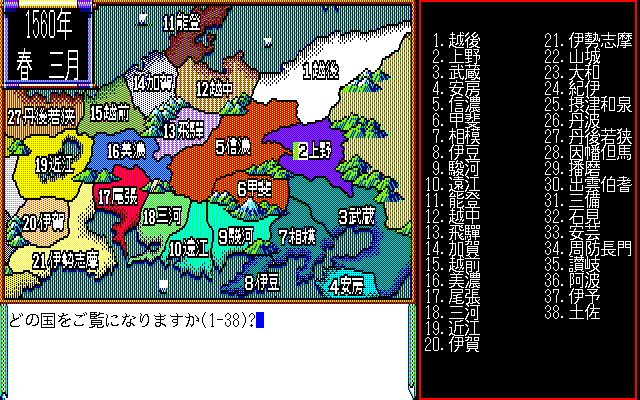 1560年
春 三月
11能登
1越後
14加賀
12越中
15越前
27丹後若狭
13飛騨
5信濃
16美濃
2上野
19近江
6甲斐
17尾張
18三河
3武蔵
20伊賀
9駿河
7相模
10遠江
21伊勢志摩
8伊豆
4安房
どの国をご覧になりますか(1-38)?
1. 越後
2. 上野
3. 武蔵
4. 安房
5. 信濃
6. 甲斐
7. 相模
8. 伊豆
9. 駿河
10. 遠江
11. 能登
12. 越中
13. 飛騨
14. 加賀
15. 越前
16. 美濃
17. 尾張
18. 三河
19. 近江
20. 伊賀
21. 伊勢志摩
22. 山城
23. 大和
24. 紀伊
25. 摂津和泉
26. 丹波
27. 丹後若狭
28. 因幡但馬
29. 播磨
30. 出雲伯耆
31. 三備
32. 石見
33. 安芸
34. 周防長門
35. 讃岐
36. 阿波
37. 伊予
38. 土佐